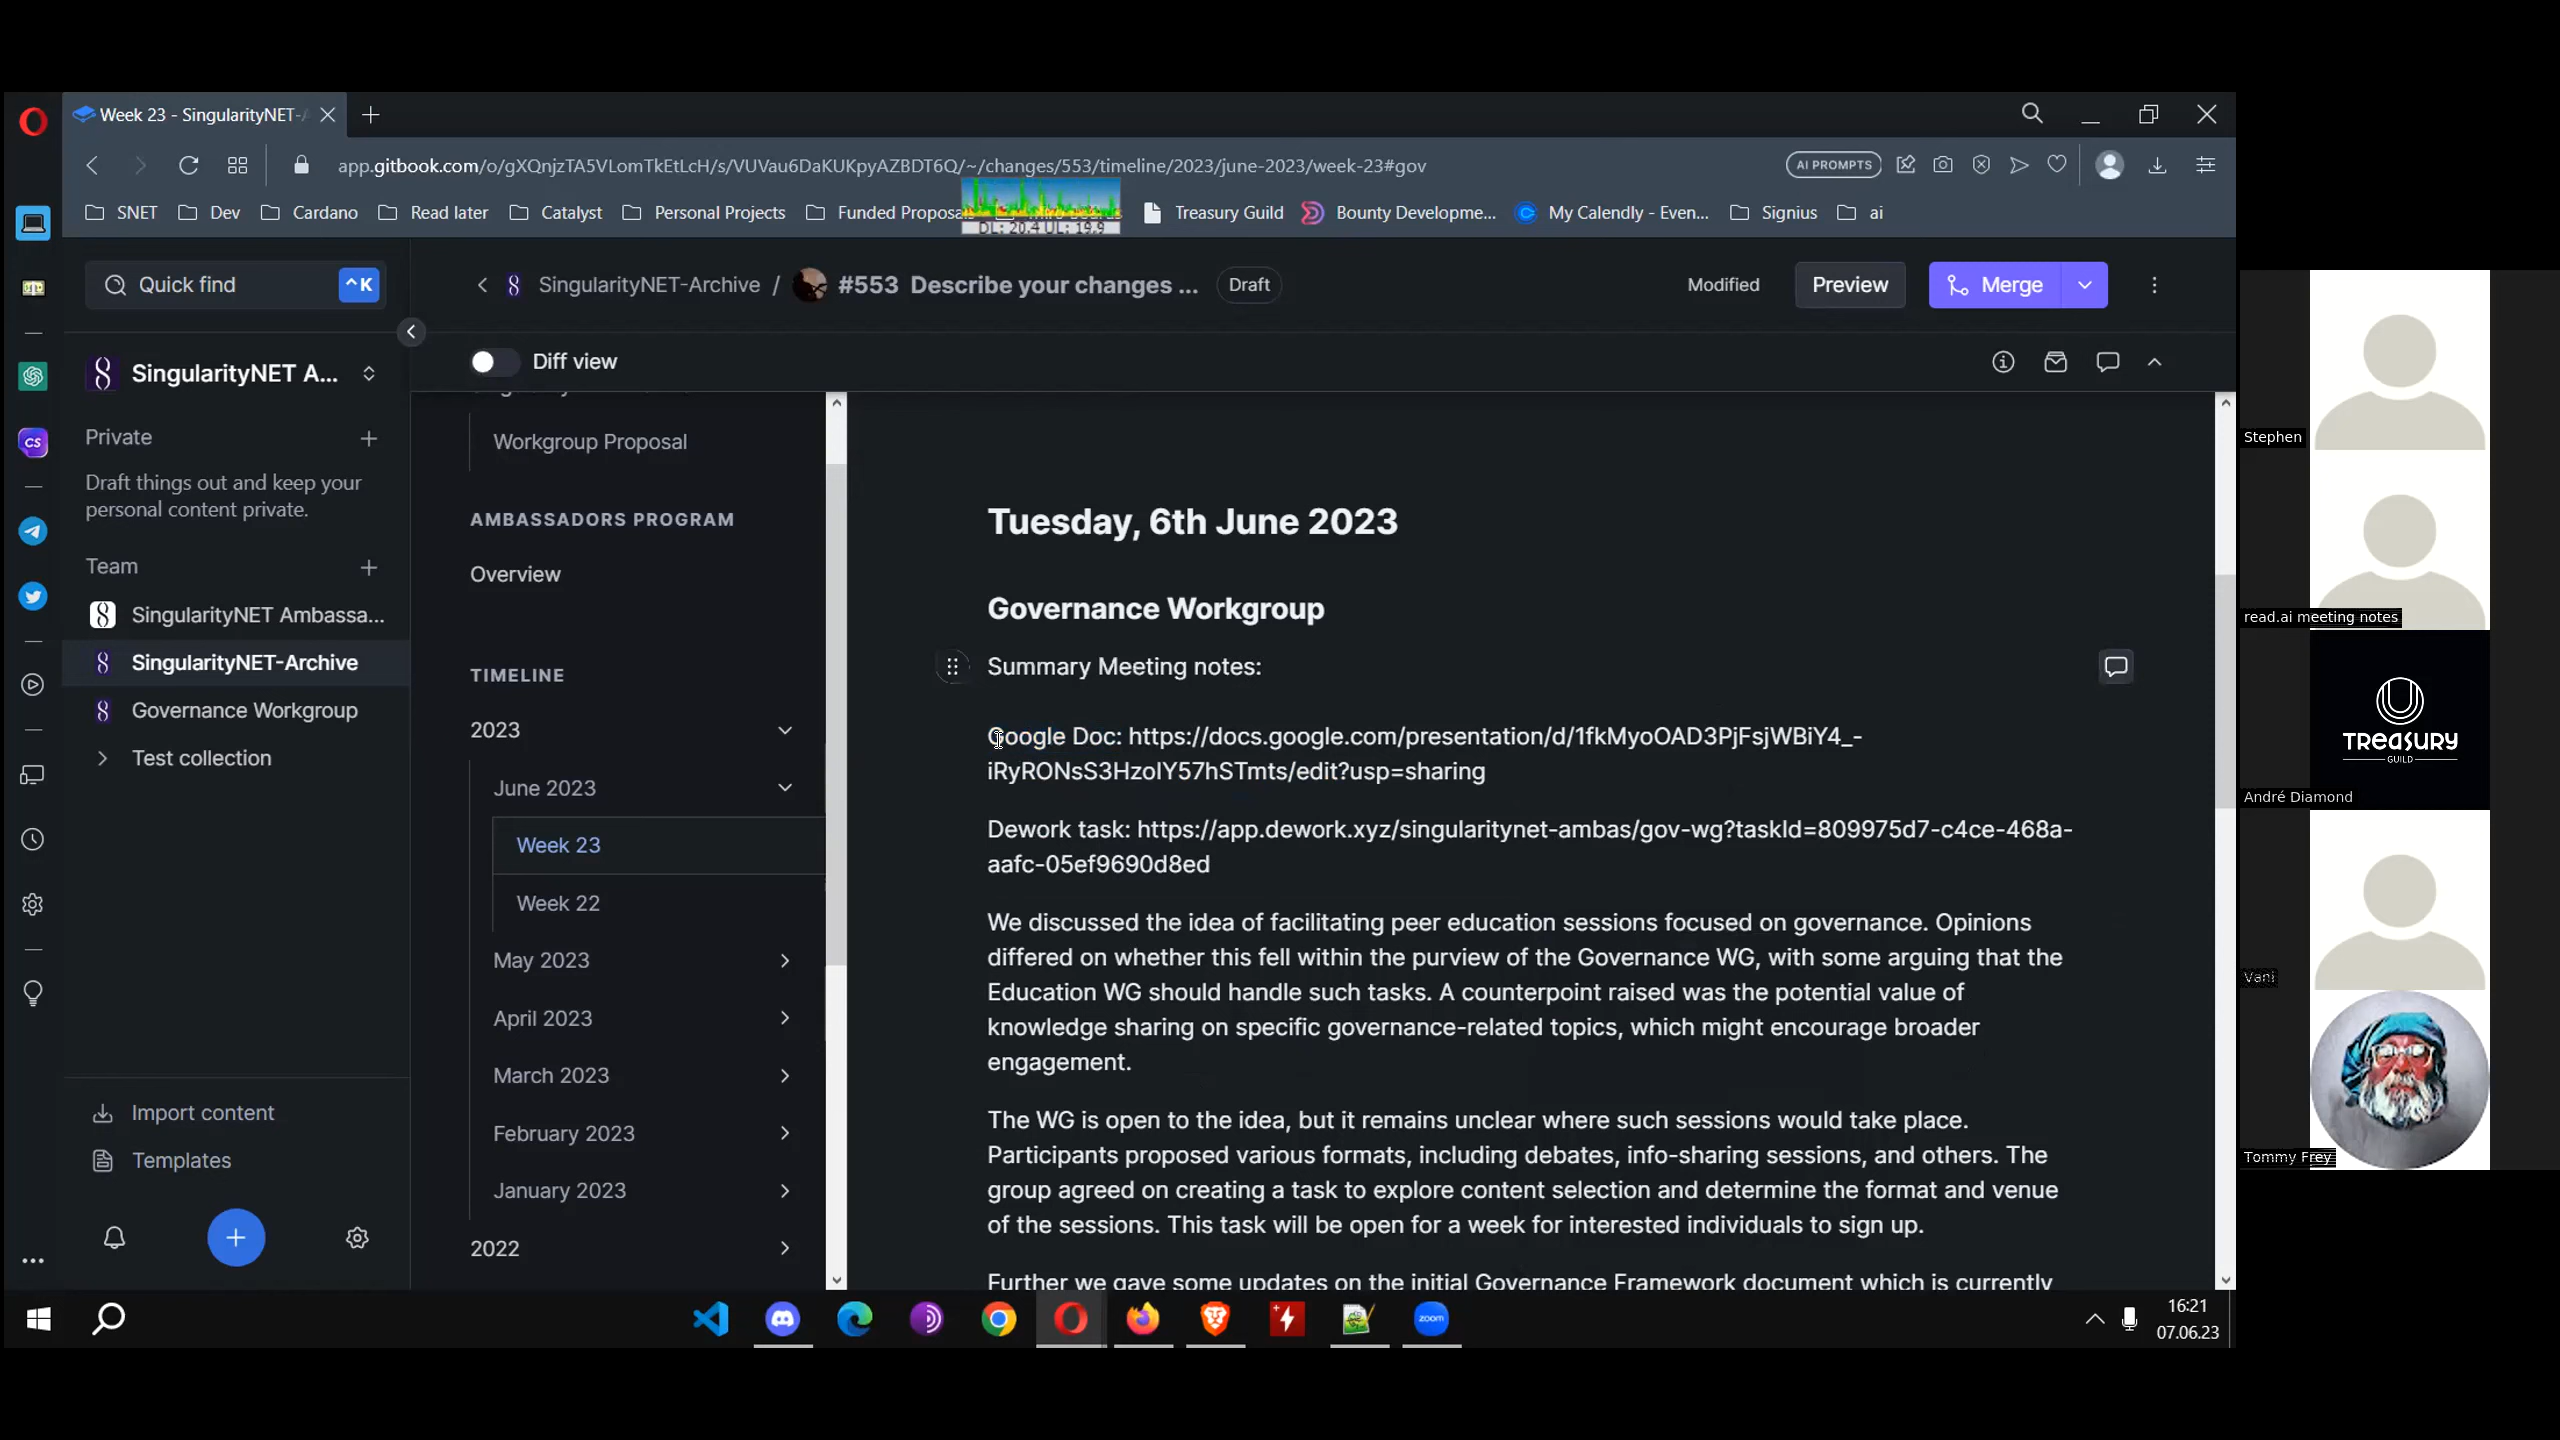 Week 23 - SingularityNET-A
app.gitbook.com/o/gXQnjzTA5VLomTkEtLcH/s/VUVau6DaKUKpyAZBDT6Q/~/changes/553/timeline/2023/june-2023/week-23#gov
AI PROMPTS
SNET
Dev
Cardano
Read later
Catalyst
Personal Projects
Funded Proposa
DL: 20.4 UL: 19.9
Treasury Guild
Bounty Developme...
My Calendly - Even...
Signius
ai
Quick find
^K
SingularityNET-Archive / #553 Describe your changes ...
Draft
Modified
Preview
Merge
Diff view
SingularityNET A...
Private
Draft things out and keep your
personal content private.
Team
SingularityNET Ambassa...
SingularityNET-Archive
Governance Workgroup
Test collection
Import content
Templates
CS
Workgroup Proposal
AMBASSADORS PROGRAM
Overview
TIMELINE
2023
June 2023
Week 23
Week 22
May 2023
April 2023
March 2023
February 2023
January 2023
2022
Tuesday, 6th June 2023
Governance Workgroup
Summary Meeting notes:
Google Doc: https://docs.google.com/presentation/d/1fkMyoOAD3PjFsjWBiY4_-
iRyRONsS3HzoIY57hSTmts/edit?usp=sharing
Dework task: https://app.dework.xyz/singularitynet-ambas/gov-wg?taskId=809975d7-c4ce-468a-
aafc-05ef9690d8ed
We discussed the idea of facilitating peer education sessions focused on governance. Opinions
differed on whether this fell within the purview of the Governance WG, with some arguing that the
Education WG should handle such tasks. A counterpoint raised was the potential value of
knowledge sharing on specific governance-related topics, which might encourage broader
engagement.
The WG is open to the idea, but it remains unclear where such sessions would take place.
Participants proposed various formats, including debates, info-sharing sessions, and others. The
group agreed on creating a task to explore content selection and determine the format and venue
of the sessions. This task will be open for a week for interested individuals to sign up.
Further we gave some updates on the initial Governance Framework document which is currently
zoom
16:21
07.06.23
Stephen
read.ai meeting notes
TREASURY
GUILD
André Diamond
Vani
Tommy Frey